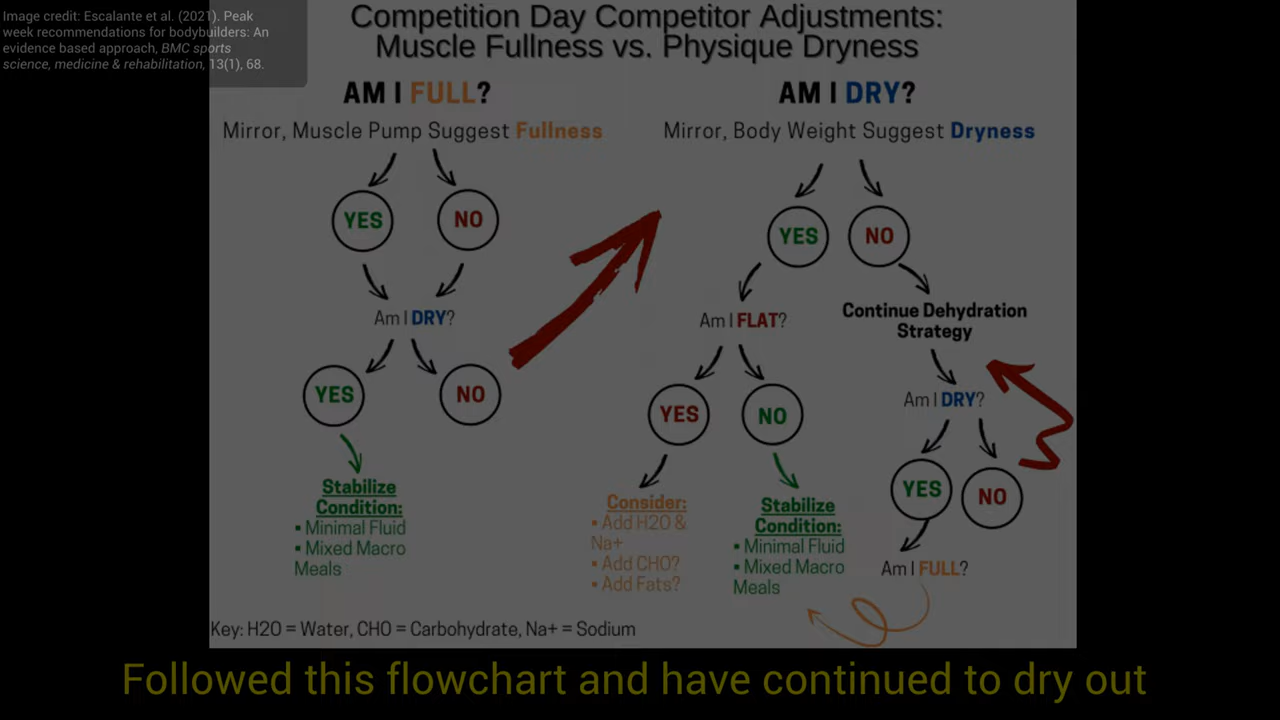 Image credit: Escalante et al. (2021). Peak
week recommendations for bodybuilders: An
evidence based approach, BMC sports
science, medicine & rehabilitation, 13(1), 68.
Competition Day Competitor Adjustments:
Muscle Fullness vs. Physique Dryness
AM I FULL?
Mirror, Muscle Pump Suggest Fullness
YES
NO
Am I DRY?
YES
NO
Stabilize
Condition:
▪ Minimal Fluid
▪ Mixed Macro
Meals
AM I DRY?
Mirror, Body Weight Suggest Dryness
YES
NO
Am I FLAT?
YES
NO
Consider:
▪ Add H2O &
Na+
▪ Add CHO?
▪ Add Fats?
Stabilize
Condition:
▪ Minimal Fluid
▪ Mixed Macro
Meals
Continue Dehydration
Strategy
Am I DRY?
YES
NO
Am I FULL?
Key: H2O = Water, CHO = Carbohydrate, Na+ = Sodium
Followed this flowchart and have continued to dry out